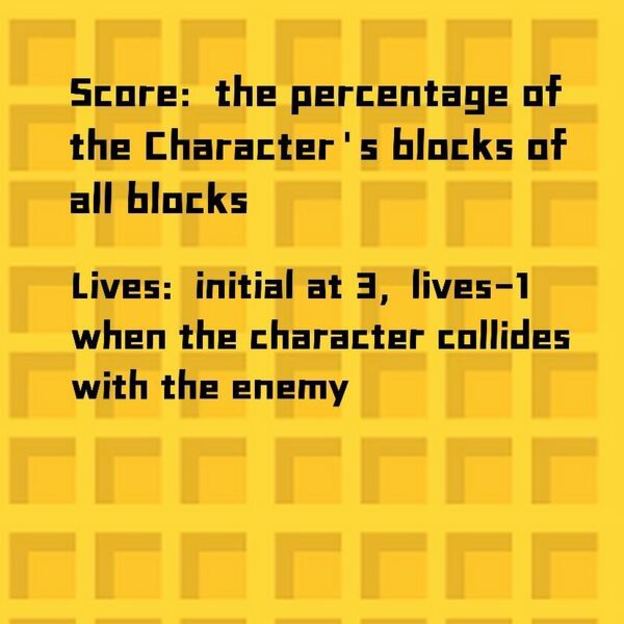 Score: the percentage of
the Character's blocks of
all blocks
Lives: initial at 3, lives-1
when the character collides
with the enemy